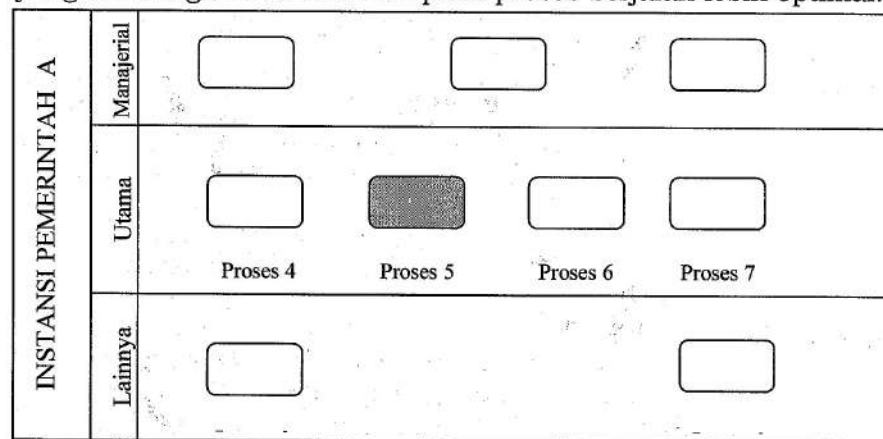 INSTANSI PEMERINTAH A
Manajerial
Utama
Proses 4 Proses 5 Proses 6 Proses 7
Lainnya